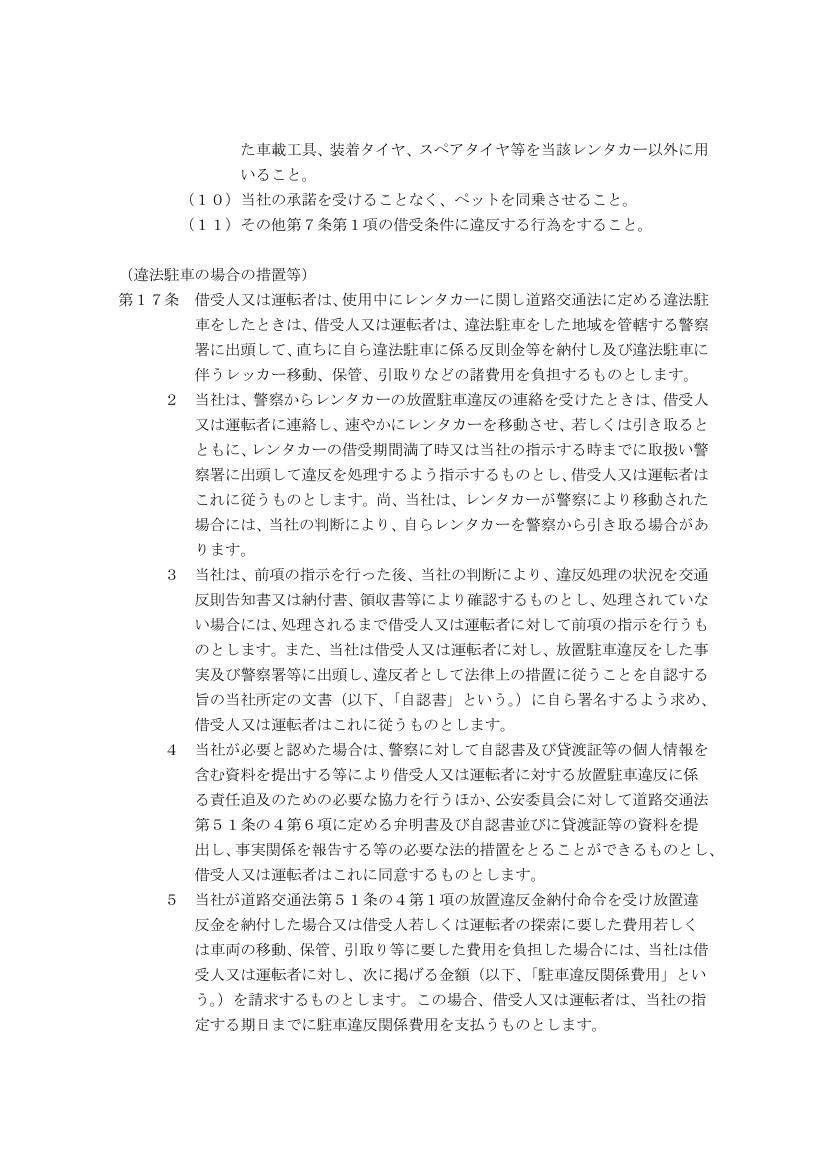 た車載工具、装着タイヤ、スペアタイヤ等を当該レンタカー以外に用
いること。
（１０）当社の承諾を受けることなく、ペットを同乗させること。
（１１）その他第７条第１項の借受条件に違反する行為をすること。
（違法駐車の場合の措置等）
第１７条　借受人又は運転者は、使用中にレンタカーに関し道路交通法に定める違法駐
車をしたときは、借受人又は運転者は、違法駐車をした地域を管轄する警察
署に出頭して、直ちに自ら違法駐車に係る反則金等を納付し及び違法駐車に
伴うレッカー移動、保管、引取りなどの諸費用を負担するものとします。
２　当社は、警察からレンタカーの放置駐車違反の連絡を受けたときは、借受人
又は運転者に連絡し、速やかにレンタカーを移動させ、若しくは引き取ると
ともに、レンタカーの借受期間満了時又は当社の指示する時までに取扱い警
察署に出頭して違反を処理するよう指示するものとし、借受人又は運転者は
これに従うものとします。尚、当社は、レンタカーが警察により移動された
場合には、当社の判断により、自らレンタカーを警察から引き取る場合があ
ります。
３　当社は、前項の指示を行った後、当社の判断により、違反処理の状況を交通
反則告知書又は納付書、領収書等により確認するものとし、処理されていな
い場合には、処理されるまで借受人又は運転者に対して前項の指示を行うも
のとします。また、当社は借受人又は運転者に対し、放置駐車違反をした事
実及び警察署等に出頭し、違反者として法律上の措置に従うことを自認する
旨の当社所定の文書（以下、「自認書」という。）に自ら署名するよう求め、
借受人又は運転者はこれに従うものとします。
４　当社が必要と認めた場合は、警察に対して自認書及び貸渡証等の個人情報を
含む資料を提出する等により借受人又は運転者に対する放置駐車違反に係
る責任追及のための必要な協力を行うほか、公安委員会に対して道路交通法
第５１条の４第６項に定める弁明書及び自認書並びに貸渡証等の資料を提
出し、事実関係を報告する等の必要な法的措置をとることができるものとし、
借受人又は運転者はこれに同意するものとします。
５　当社が道路交通法第５１条の４第１項の放置違反金納付命令を受け放置違
反金を納付した場合又は借受人若しくは運転者の探索に要した費用若しく
は車両の移動、保管、引取り等に要した費用を負担した場合には、当社は借
受人又は運転者に対し、次に掲げる金額（以下、「駐車違反関係費用」とい
う。）を請求するものとします。この場合、借受人又は運転者は、当社の指
定する期日までに駐車違反関係費用を支払うものとします。